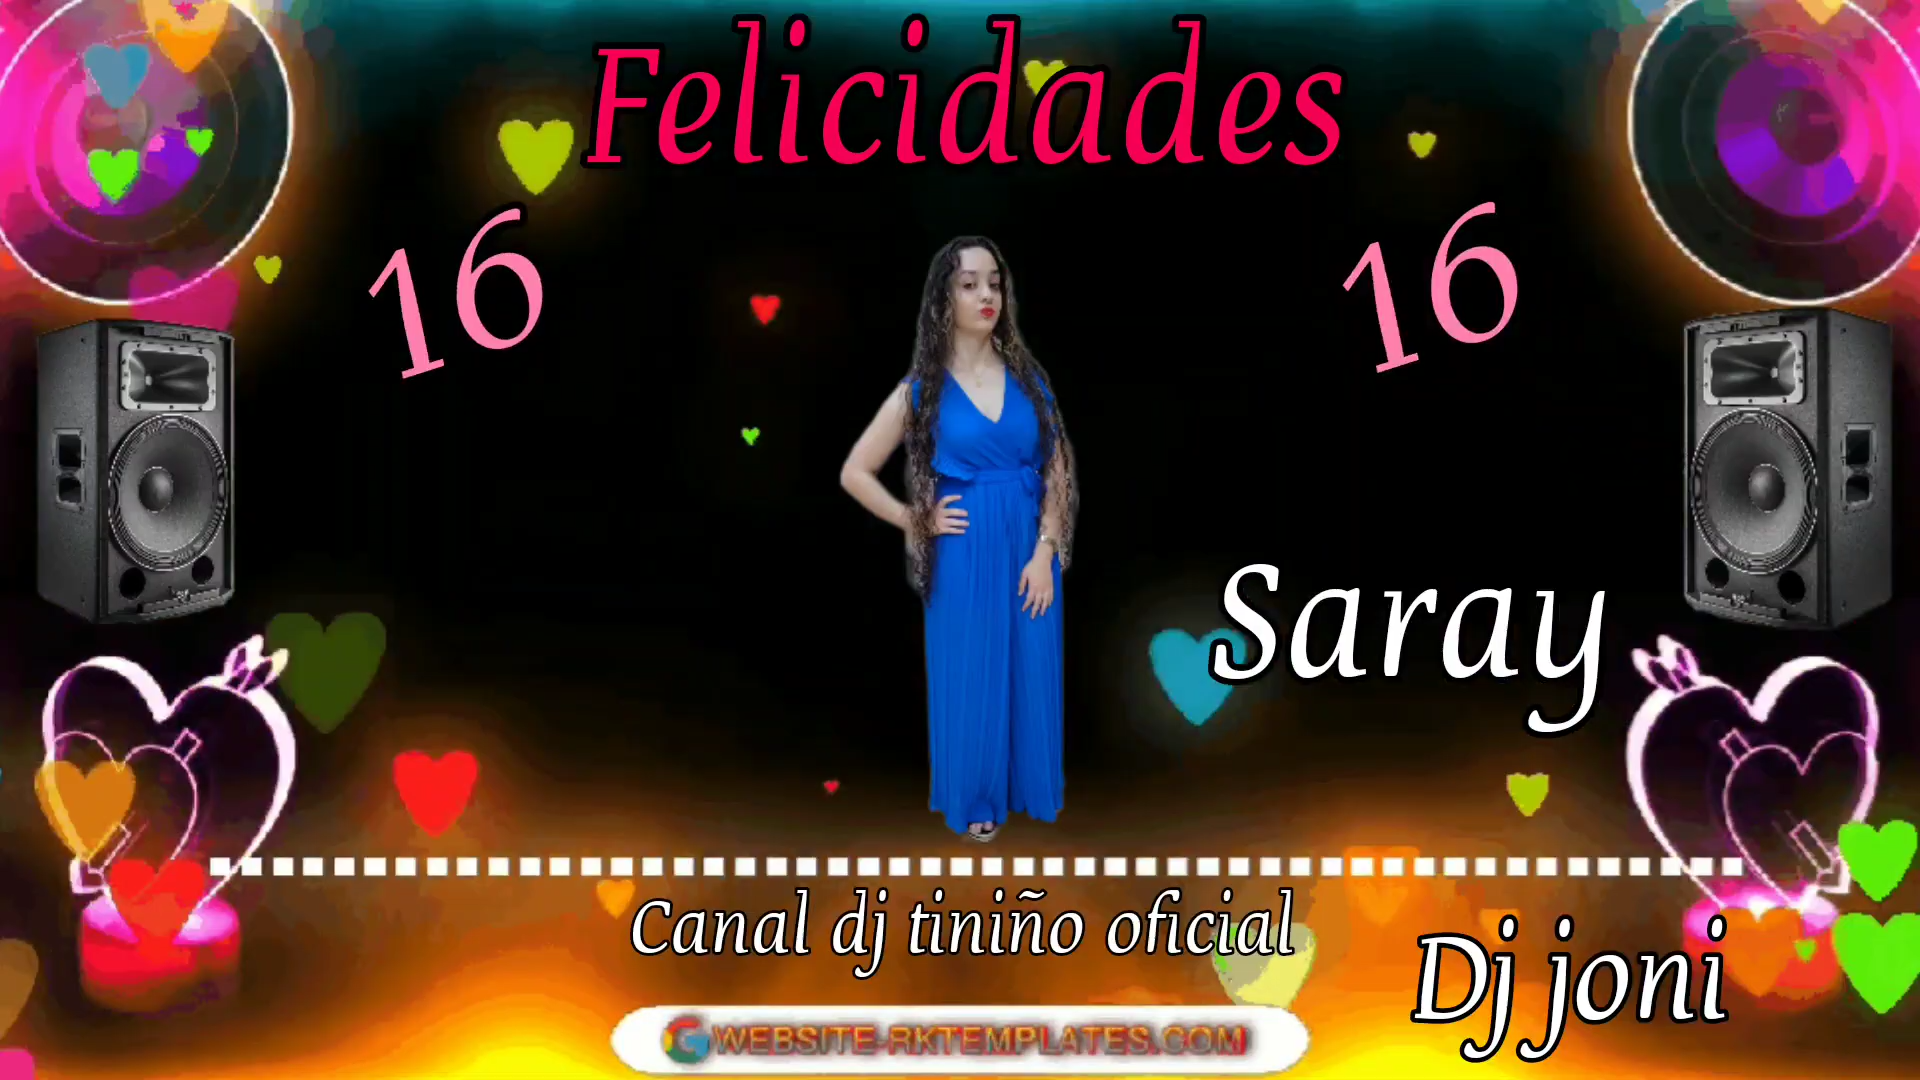 Felicidades
16
16
Saray
Canal dj tiniño oficial
Dj joni
WEBSITE-RKTEMPLATES.COM